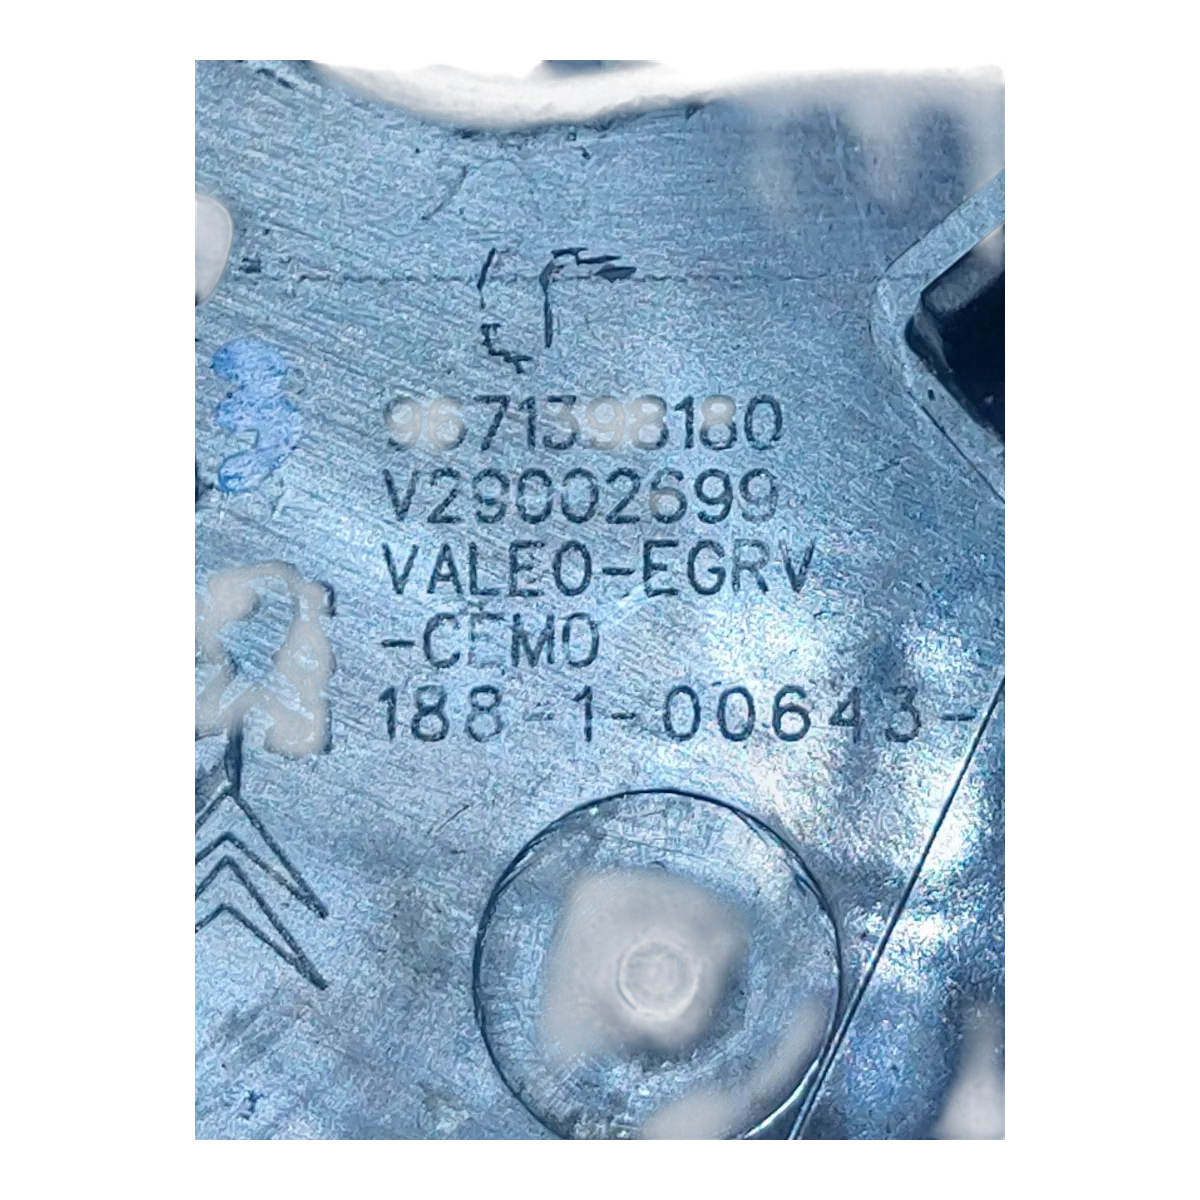 9671398180
V29002699
VALEO-EGRV
-CEMO
188-1-00643-